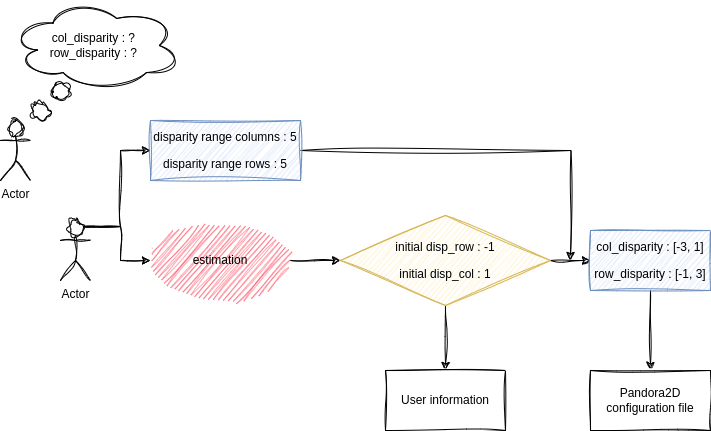 col_disparity : ?
row_disparity : ?
Actor
disparity range columns : 5
disparity range rows : 5
Actor
estimation
initial disp_row : -1
initial disp_col : 1
col_disparity : [-3, 1]
row_disparity : [-1, 3]
User information
Pandora2D
configuration file